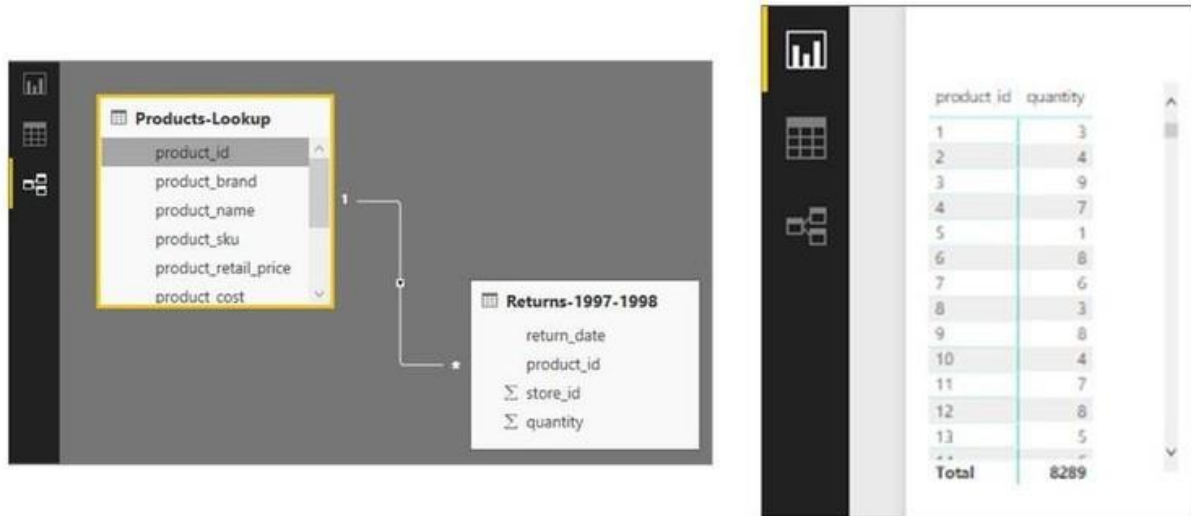 Products-Lookup
product_id
product_brand
product_name
product_sku
product_retail_price
product cost
1
*
Returns-1997-1998
return_date
product_id
Σ store_id
Σ quantity
product id quantity
1 3
2 4
3 9
4 7
5 1
6 8
7 6
8 3
9 8
10 4
11 7
12 8
13 5
Total 8289